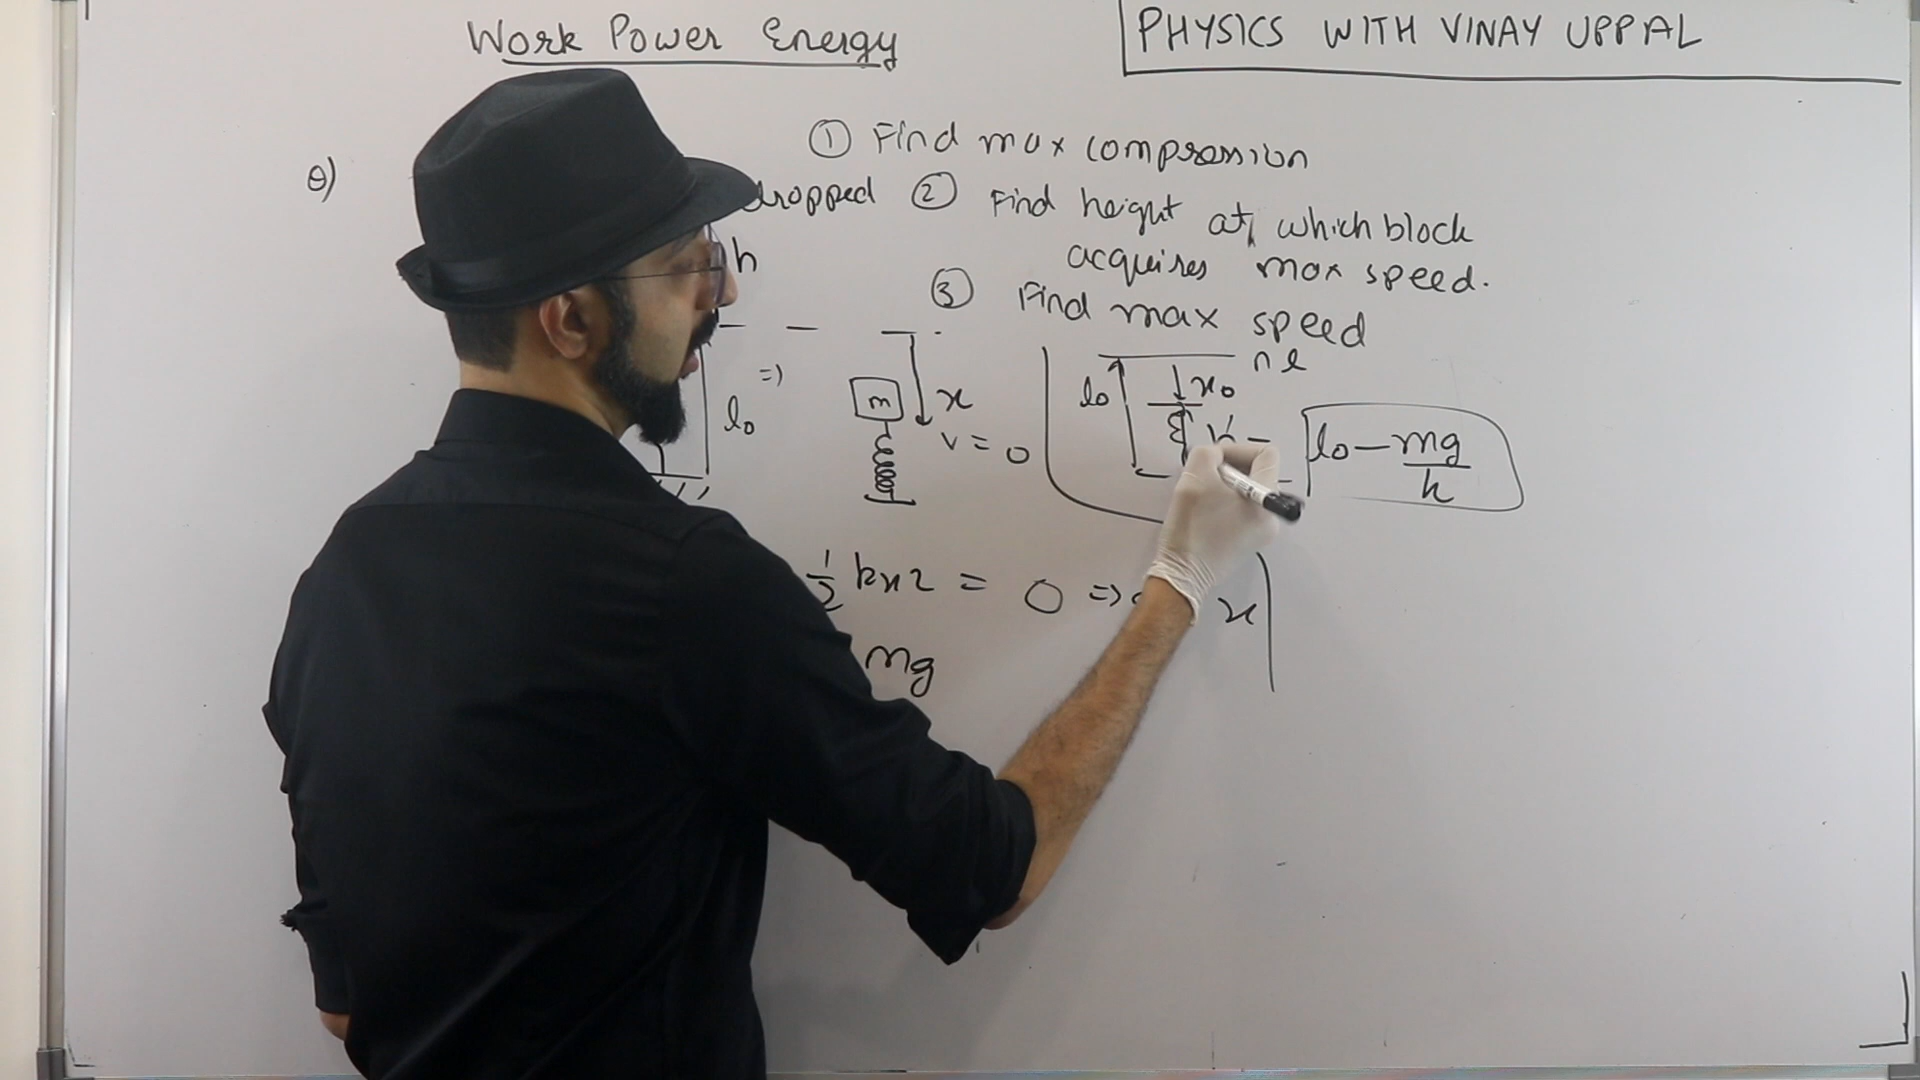 Work Power Energy
PHYSICS WITH VINAY UPPAL
① Find max compression
Q)
dropped ② Find height at which block
acquires max speed.
h
③ Find max speed
nl
l₀
x₀
=)
m
x
l₀
v = 0
h' =
l₀ - mg/k
½ kx2 = 0 =>
x
mg